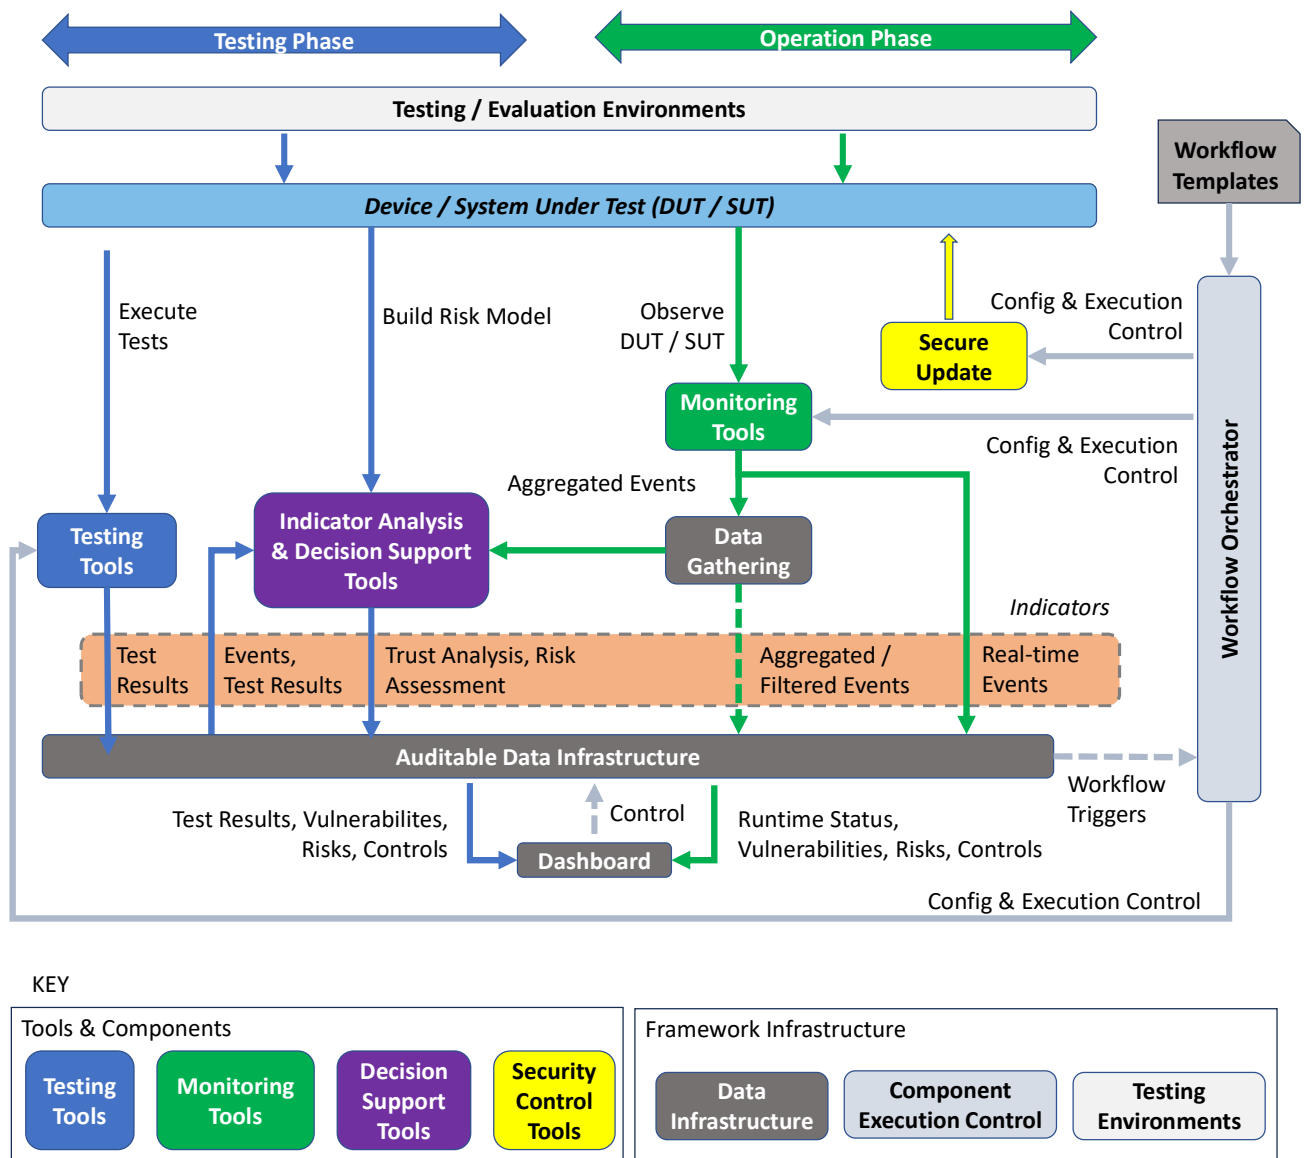 Testing Phase
Operation Phase
Testing / Evaluation Environments
Workflow
Templates
Device / System Under Test (DUT / SUT)
Execute
Tests
Build Risk Model
Observe
DUT / SUT
Config & Execution
Control
Secure
Update
Monitoring
Tools
Config & Execution
Control
Workflow Orchestrator
Aggregated Events
Testing
Tools
Indicator Analysis
& Decision Support
Tools
Data
Gathering
Indicators
Test
Results
Events,
Test Results
Trust Analysis, Risk
Assessment
Aggregated /
Filtered Events
Real-time
Events
Auditable Data Infrastructure
Workflow
Triggers
Test Results, Vulnerabilites,
Risks, Controls
Control
Runtime Status,
Vulnerabilities, Risks, Controls
Dashboard
Config & Execution Control
KEY
Tools & Components
Testing
Tools
Monitoring
Tools
Decision
Support
Tools
Security
Control
Tools
Framework Infrastructure
Data
Infrastructure
Component
Execution Control
Testing
Environments